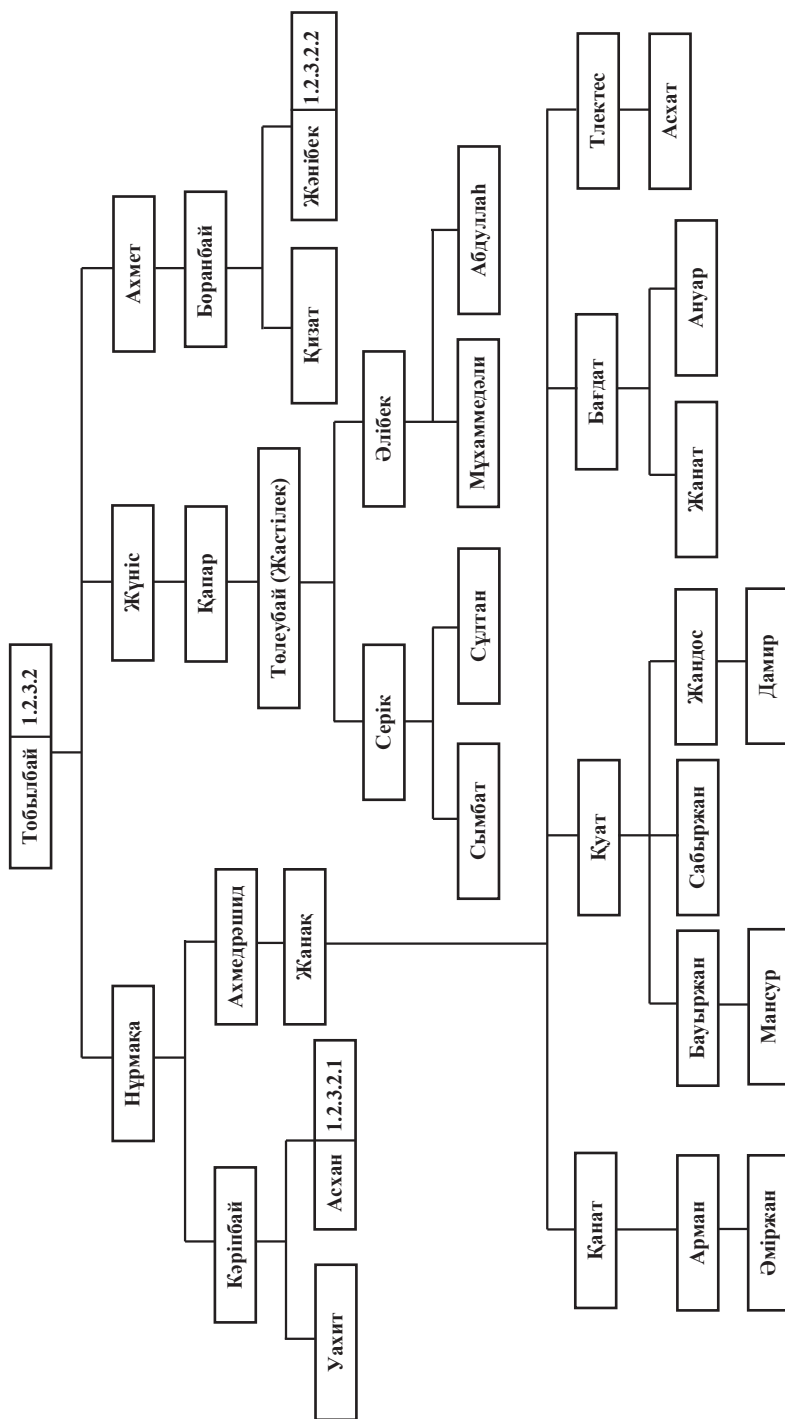 Тобылбай 1.2.3.2
Нұрмақа
Жүніс
Ахмет
Кәріпбай
Ахмедрәшид
Қапар
Боранбай
Уахит
Асхан 1.2.3.2.1
Жанақ
Төлеубай (Жастілек)
Қизат
Жәнібек 1.2.3.2.2
Серік
Әлібек
Сымбат
Сұлтан
Мұхаммедәли
Абдуллаһ
Қанат
Қуат
Бағдат
Тлектес
Арман
Бауыржан
Сабыржан
Жандос
Жанат
Ануар
Асхат
Әміржан
Мансур
Дамир